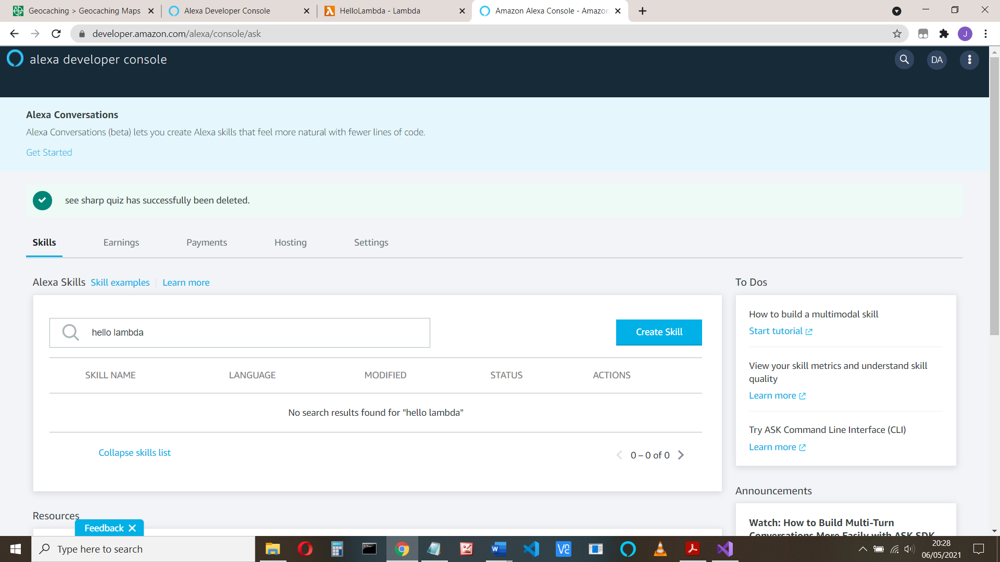 Geocaching > Geocaching Maps
Alexa Developer Console
HelloLambda - Lambda
Amazon Alexa Console - Amazon
developer.amazon.com/alexa/console/ask
J
alexa developer console
DA
Alexa Conversations
Alexa Conversations (beta) lets you create Alexa skills that feel more natural with fewer lines of code.
Get Started
see sharp quiz has successfully been deleted.
Skills
Earnings
Payments
Hosting
Settings
Alexa Skills
Skill examples
Learn more
hello lambda
Create Skill
SKILL NAME
LANGUAGE
MODIFIED
STATUS
ACTIONS
No search results found for "hello lambda"
Collapse skills list
0 – 0 of 0
To Dos
How to build a multimodal skill
Start tutorial
View your skill metrics and understand skill
quality
Learn more
Try ASK Command Line Interface (CLI)
Learn more
Announcements
Watch: How to Build Multi-Turn
Conversations More Easily with ASK SDK
Resources
Feedback
Type here to search
20:28
06/05/2021